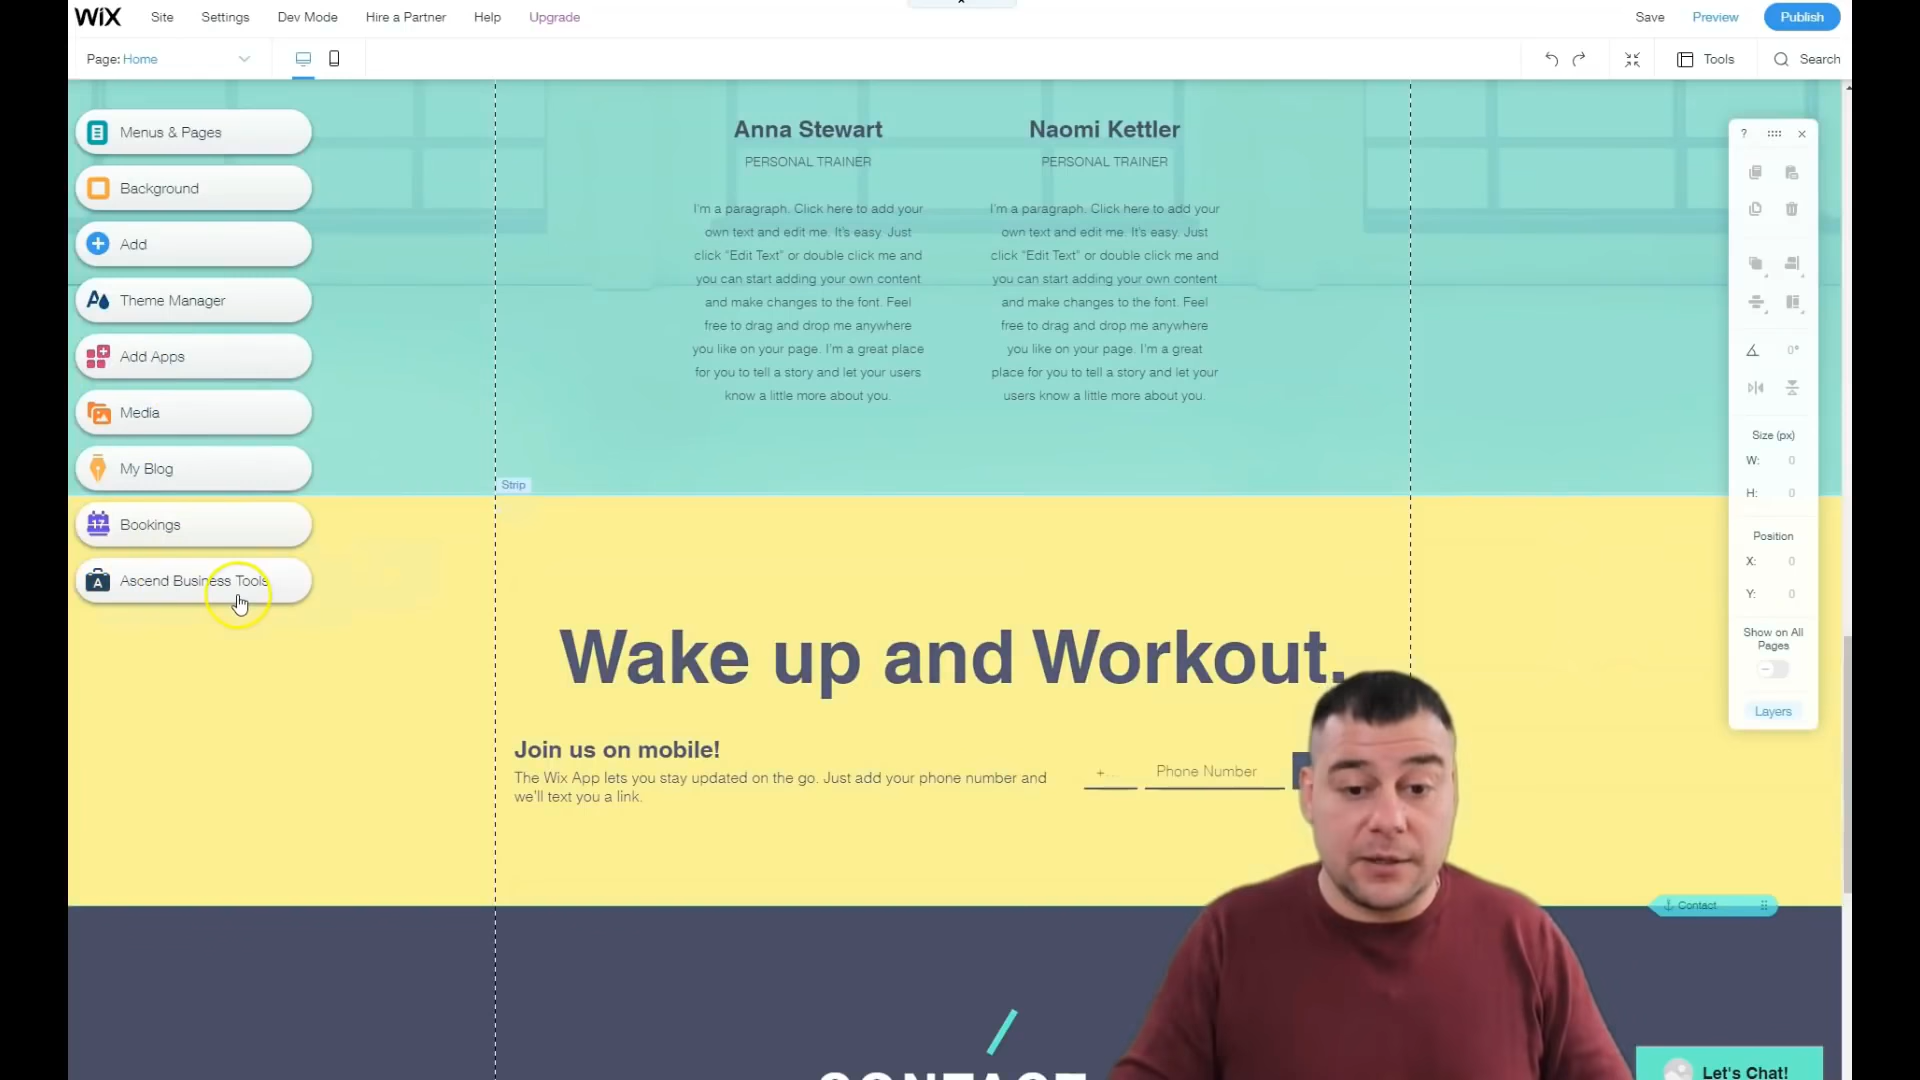 WiX
Site
Settings
Dev Mode
Hire a Partner
Help
Upgrade
Save
Preview
Publish
Page: Home
Tools
Search
Menus & Pages
Background
Add
Theme Manager
Add Apps
Media
My Blog
17
Bookings
A
Ascend Business Tools
Anna Stewart
PERSONAL TRAINER
I'm a paragraph. Click here to add your
own text and edit me. It's easy. Just
click "Edit Text" or double click me and
you can start adding your own content
and make changes to the font. Feel
free to drag and drop me anywhere
you like on your page. I'm a great place
for you to tell a story and let your users
know a little more about you.
Naomi Kettler
PERSONAL TRAINER
I'm a paragraph. Click here to add your
own text and edit me. It's easy. Just
click "Edit Text" or double click me and
you can start adding your own content
and make changes to the font. Feel
free to drag and drop me anywhere
you like on your page. I'm a great
place for you to tell a story and let your
users know a little more about you.
Strip
Wake up and Workout.
Join us on mobile!
The Wix App lets you stay updated on the go. Just add your phone number and
we'll text you a link.
+...
Phone Number
?
0°
Size (px)
W: 0
H: 0
Position
X: 0
Y: 0
Show on All
Pages
Layers
Contact
CONTACT
Let's Chat!